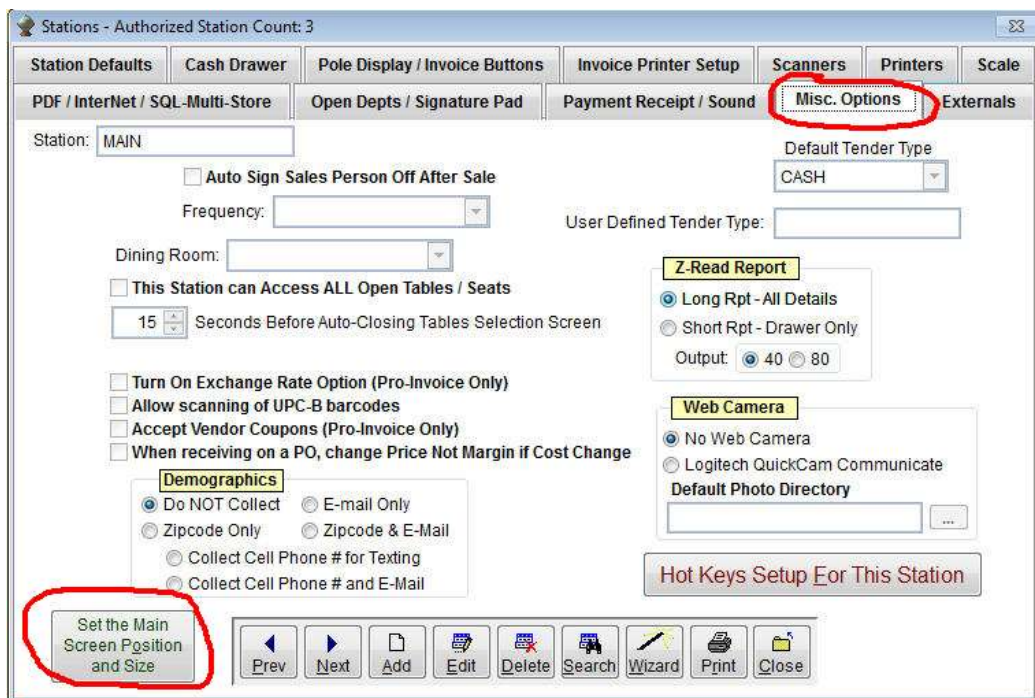 Stations - Authorized Station Count: 3
Station Defaults Cash Drawer Pole Display / Invoice Buttons Invoice Printer Setup Scanners Printers Scale
PDF / InterNet / SQL-Multi-Store Open Depts / Signature Pad Payment Receipt / Sound Misc. Options Externals
Station: MAIN
Default Tender Type
Auto Sign Sales Person Off After Sale
CASH
Frequency:
User Defined Tender Type:
Dining Room:
Z-Read Report
This Station can Access ALL Open Tables / Seats
Long Rpt - All Details
15 Seconds Before Auto-Closing Tables Selection Screen
Short Rpt - Drawer Only
Output: 40 80
Turn On Exchange Rate Option (Pro-Invoice Only)
Allow scanning of UPC-B barcodes
Web Camera
Accept Vendor Coupons (Pro-Invoice Only)
No Web Camera
When receiving on a PO, change Price Not Margin if Cost Change
Logitech QuickCam Communicate
Demographics
Default Photo Directory
Do NOT Collect E-mail Only
...
Zipcode Only Zipcode & E-Mail
Collect Cell Phone # for Texting
Collect Cell Phone # and E-Mail
Hot Keys Setup For This Station
Set the Main
Screen Position
and Size
Prev Next Add Edit Delete Search Wizard Print Close